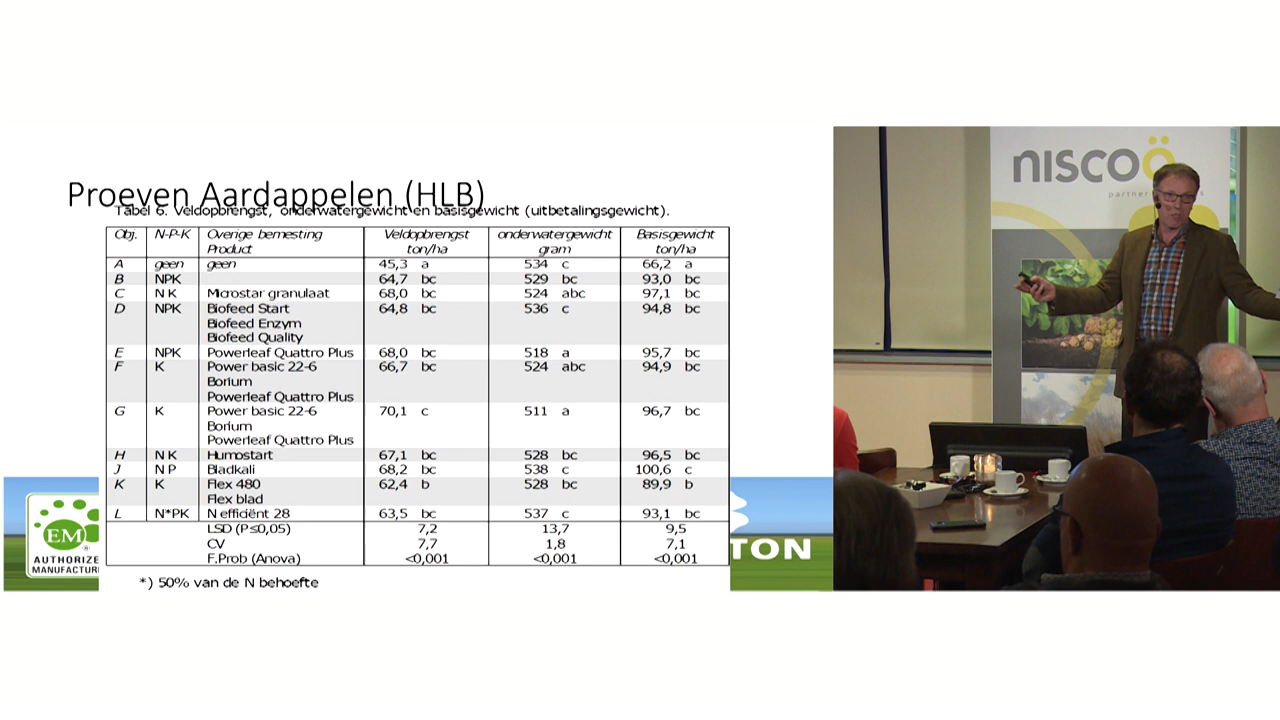 Proeven Aardappelen (HLB)
Tabel 6. Veldopbrengst, onderwatergewicht en basisgewicht (uitbetalingsgewicht).
Obj. N-P-K Overige bemesting Veldopbrengst onderwatergewicht Basisgewicht
Product ton/ha gram ton/ha
A geen geen 45,3 a 534 c 66,2 a
B NPK 64,7 bc 529 bc 93,0 bc
C N K Microstar granulaat 68,0 bc 524 abc 97,1 bc
D NPK Biofeed Start 64,8 bc 536 c 94,8 bc
Biofeed Enzym
Biofeed Quality
E NPK Powerleaf Quattro Plus 68,0 bc 518 a 95,7 bc
F K Power basic 22-6 66,7 bc 524 abc 94,9 bc
Borium
Powerleaf Quattro Plus
G K Power basic 22-6 70,1 c 511 a 96,7 bc
Borium
Powerleaf Quattro Plus
H N K Humostart 67,1 bc 528 bc 96,5 bc
J N P Bladkali 68,2 bc 538 c 100,6 c
K K Flex 480 62,4 b 528 bc 89,9 b
Flex blad
L N*PK N efficiënt 28 63,5 bc 537 c 93,1 bc
LSD (P≤0,05) 7,2 13,7 9,5
CV 7,7 1,8 7,1
F.Prob (Anova) <0,001 <0,001 <0,001
*) 50% van de N behoefte
EM
®
AUTHORIZE
MANUFACTUR
TON
NISCOÖ
partner